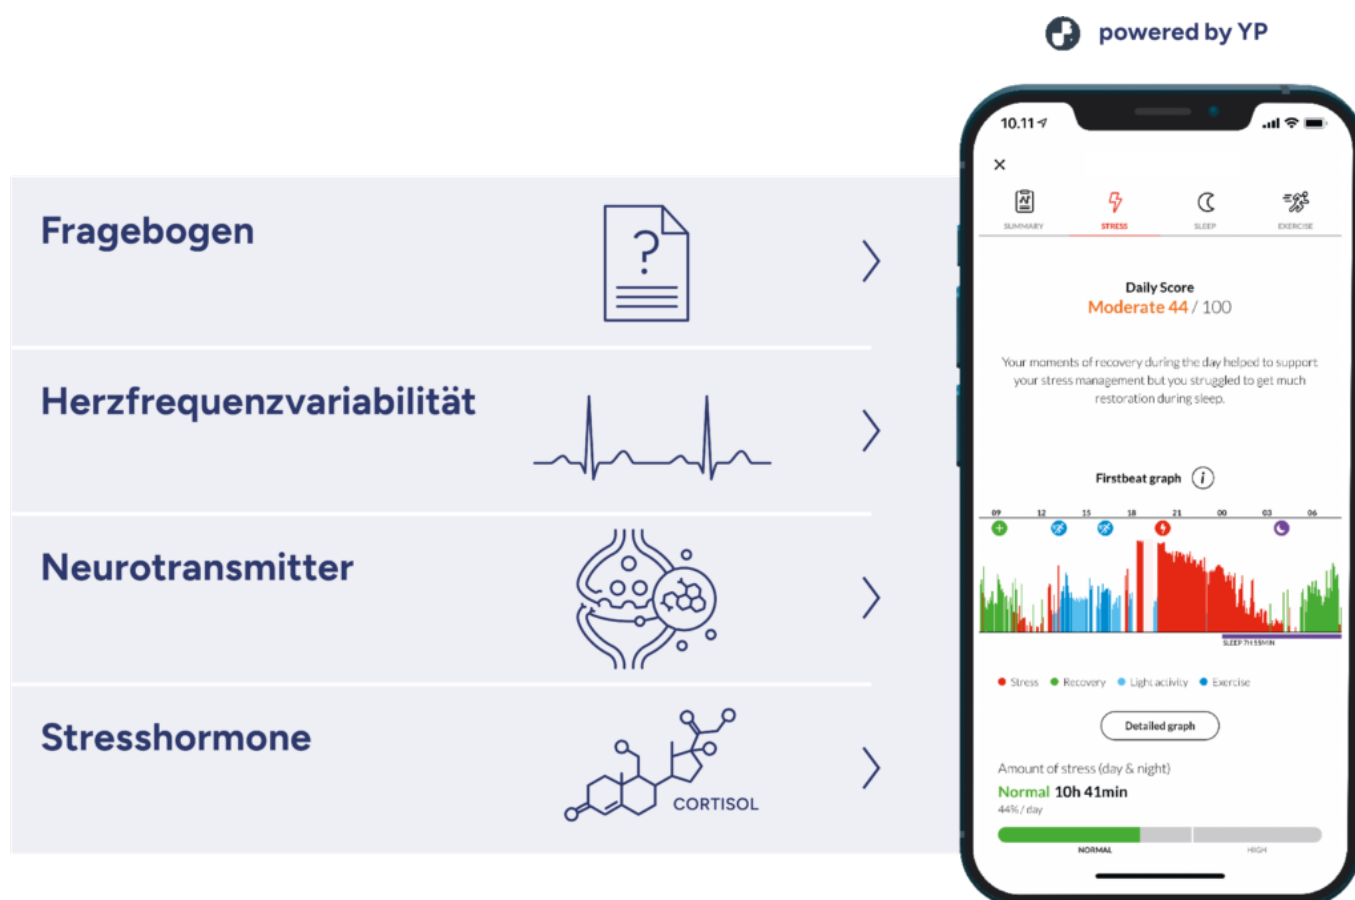 powered by YP
Fragebogen
?
Herzfrequenzvariabilität
Neurotransmitter
Stresshormone
CORTISOL
10.11
SUMMARY STRESS SLEEP EXERCISE
Daily Score
Moderate 44 / 100
Your moments of recovery during the day helped to support
your stress management but you struggled to get much
restoration during sleep.
Firstbeat graph i
09 12 15 18 21 00 03 06
SLEEP 7H 55MIN
Stress Recovery Light activity Exercise
Detailed graph
Amount of stress (day & night)
Normal 10h 41min
44% / day
NORMAL HIGH